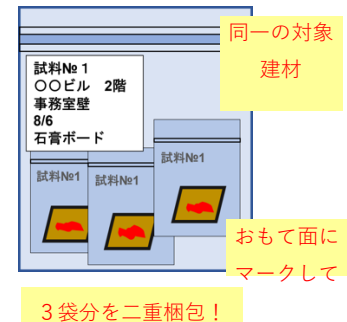 同一の対象
建材
試料№１
〇〇ビル　2階
事務室壁
8/6
石膏ボード
試料№1
試料№1
試料№1
おもて面に
マークして
３袋分を二重梱包！